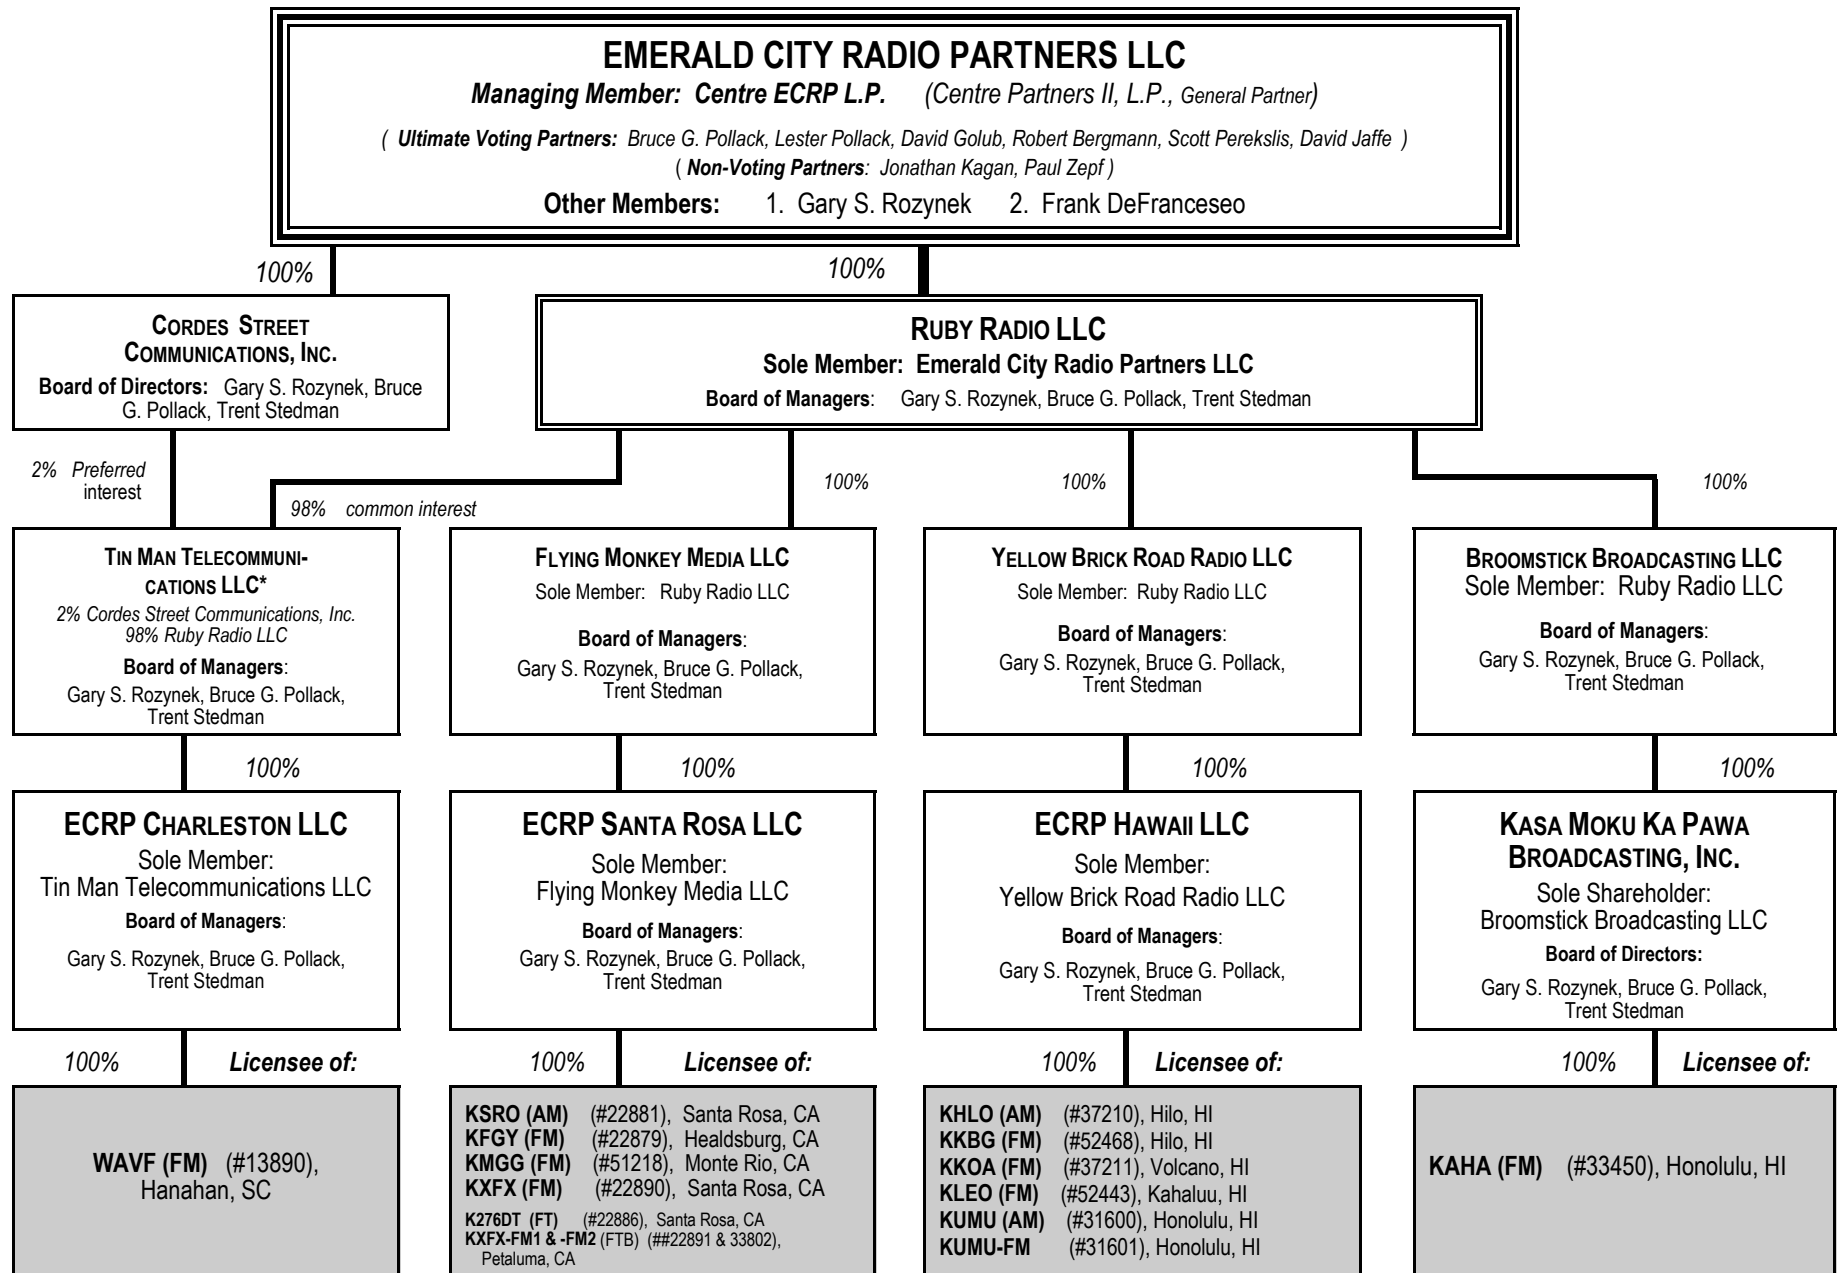 EMERALD CITY RADIO PARTNERS LLC
Managing Member: Centre ECRP L.P. (Centre Partners II, L.P., General Partner)
( Ultimate Voting Partners: Bruce G. Pollack, Lester Pollack, David Golub, Robert Bergmann, Scott Perekslis, David Jaffe )
( Non-Voting Partners: Jonathan Kagan, Paul Zepf )
Other Members: 1. Gary S. Rozynek 2. Frank DeFranceseo
100%
100%
CORDES STREET
COMMUNICATIONS, INC.
Board of Directors: Gary S. Rozynek, Bruce
G. Pollack, Trent Stedman
RUBY RADIO LLC
Sole Member: Emerald City Radio Partners LLC
Board of Managers: Gary S. Rozynek, Bruce G. Pollack, Trent Stedman
2% Preferred
interest
98% common interest
100%
100%
100%
TIN MAN TELECOMMUNI-
CATIONS LLC*
2% Cordes Street Communications, Inc.
98% Ruby Radio LLC
Board of Managers:
Gary S. Rozynek, Bruce G. Pollack,
Trent Stedman
FLYING MONKEY MEDIA LLC
Sole Member: Ruby Radio LLC
Board of Managers:
Gary S. Rozynek, Bruce G. Pollack,
Trent Stedman
YELLOW BRICK ROAD RADIO LLC
Sole Member: Ruby Radio LLC
Board of Managers:
Gary S. Rozynek, Bruce G. Pollack,
Trent Stedman
BROOMSTICK BROADCASTING LLC
Sole Member: Ruby Radio LLC
Board of Managers:
Gary S. Rozynek, Bruce G. Pollack,
Trent Stedman
100%
100%
100%
100%
ECRP CHARLESTON LLC
Sole Member:
Tin Man Telecommunications LLC
Board of Managers:
Gary S. Rozynek, Bruce G. Pollack,
Trent Stedman
ECRP SANTA ROSA LLC
Sole Member:
Flying Monkey Media LLC
Board of Managers:
Gary S. Rozynek, Bruce G. Pollack,
Trent Stedman
ECRP HAWAII LLC
Sole Member:
Yellow Brick Road Radio LLC
Board of Managers:
Gary S. Rozynek, Bruce G. Pollack,
Trent Stedman
KASA MOKU KA PAWA
BROADCASTING, INC.
Sole Shareholder:
Broomstick Broadcasting LLC
Board of Directors:
Gary S. Rozynek, Bruce G. Pollack,
Trent Stedman
100% Licensee of:
100% Licensee of:
100% Licensee of:
100% Licensee of:
WAVF (FM) (#13890),
Hanahan, SC
KSRO (AM) (#22881), Santa Rosa, CA
KFGY (FM) (#22879), Healdsburg, CA
KMGG (FM) (#51218), Monte Rio, CA
KXFX (FM) (#22890), Santa Rosa, CA
K276DT (FT) (#22886), Santa Rosa, CA
KXFX-FM1 & -FM2 (FTB) (##22891 & 33802),
Petaluma, CA
KHLO (AM) (#37210), Hilo, HI
KKBG (FM) (#52468), Hilo, HI
KKOA (FM) (#37211), Volcano, HI
KLEO (FM) (#52443), Kahaluu, HI
KUMU (AM) (#31600), Honolulu, HI
KUMU-FM (#31601), Honolulu, HI
KAHA (FM) (#33450), Honolulu, HI